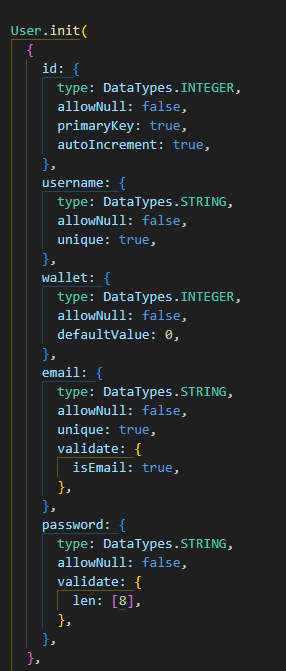 User.init(
{
id: {
type: DataTypes.INTEGER,
allowNull: false,
primaryKey: true,
autoIncrement: true,
},
username: {
type: DataTypes.STRING,
allowNull: false,
unique: true,
},
wallet: {
type: DataTypes.INTEGER,
allowNull: false,
defaultValue: 0,
},
email: {
type: DataTypes.STRING,
allowNull: false,
unique: true,
validate: {
isEmail: true,
},
},
password: {
type: DataTypes.STRING,
allowNull: false,
validate: {
len: [8],
},
},
},